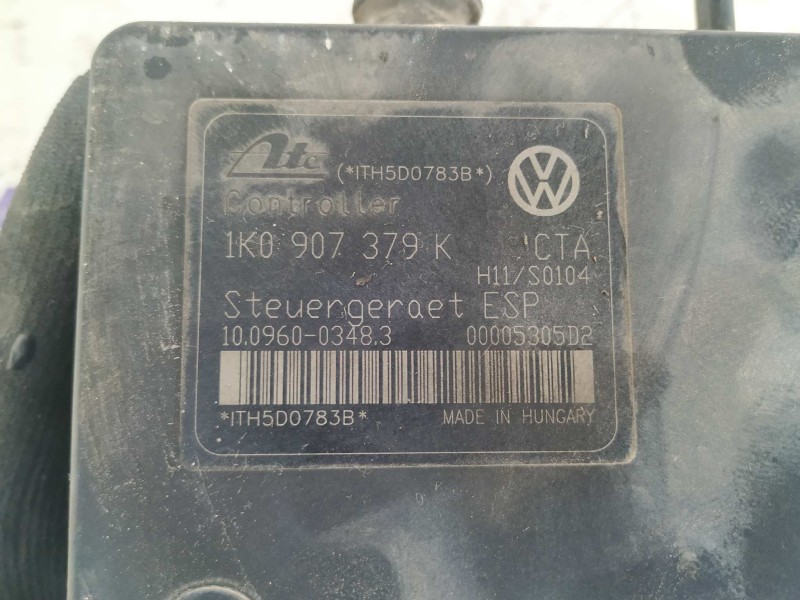 Ate (*ITH5D0783B*)
Controller
1K0 907 379 K CTA
H11/S0104
Steuergeraet ESP
10.0960-0348.3 00005305D2
*ITH5D0783B* MADE IN HUNGARY